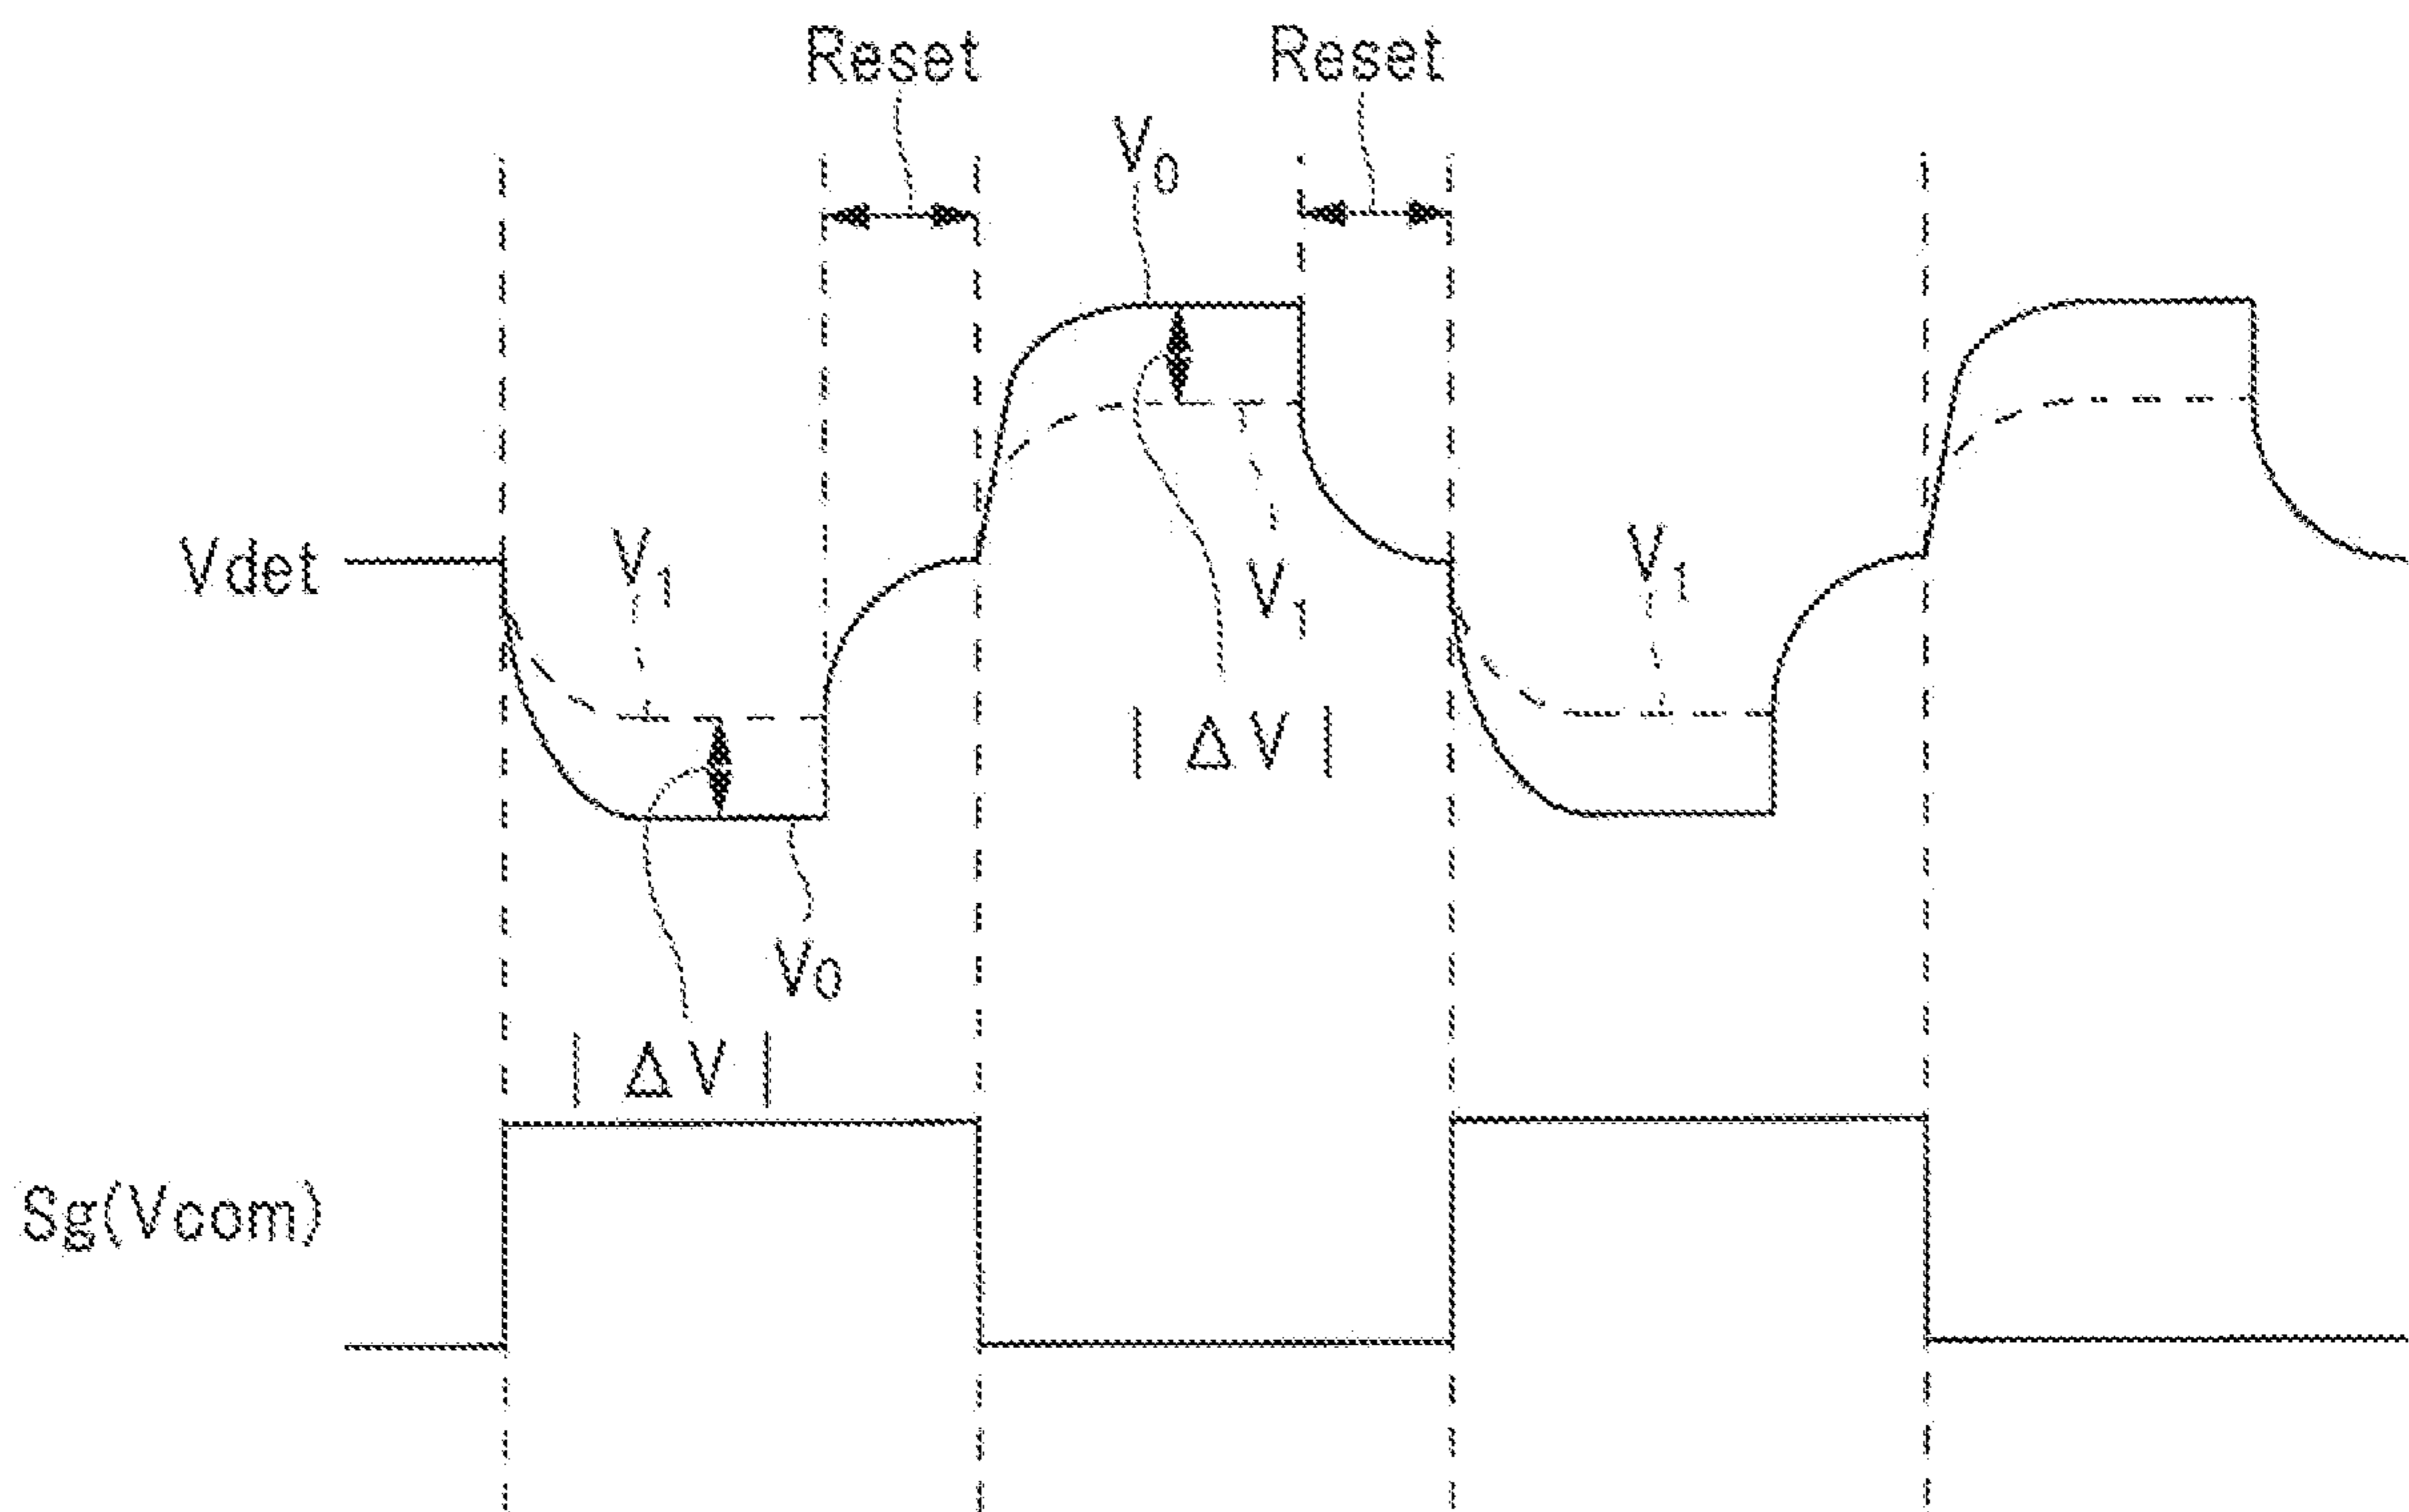 Reset
Reset
V₀
Vdet
V₁
V₁
V₁
| ΔV |
V₀
| ΔV |
Sg(Vcom)